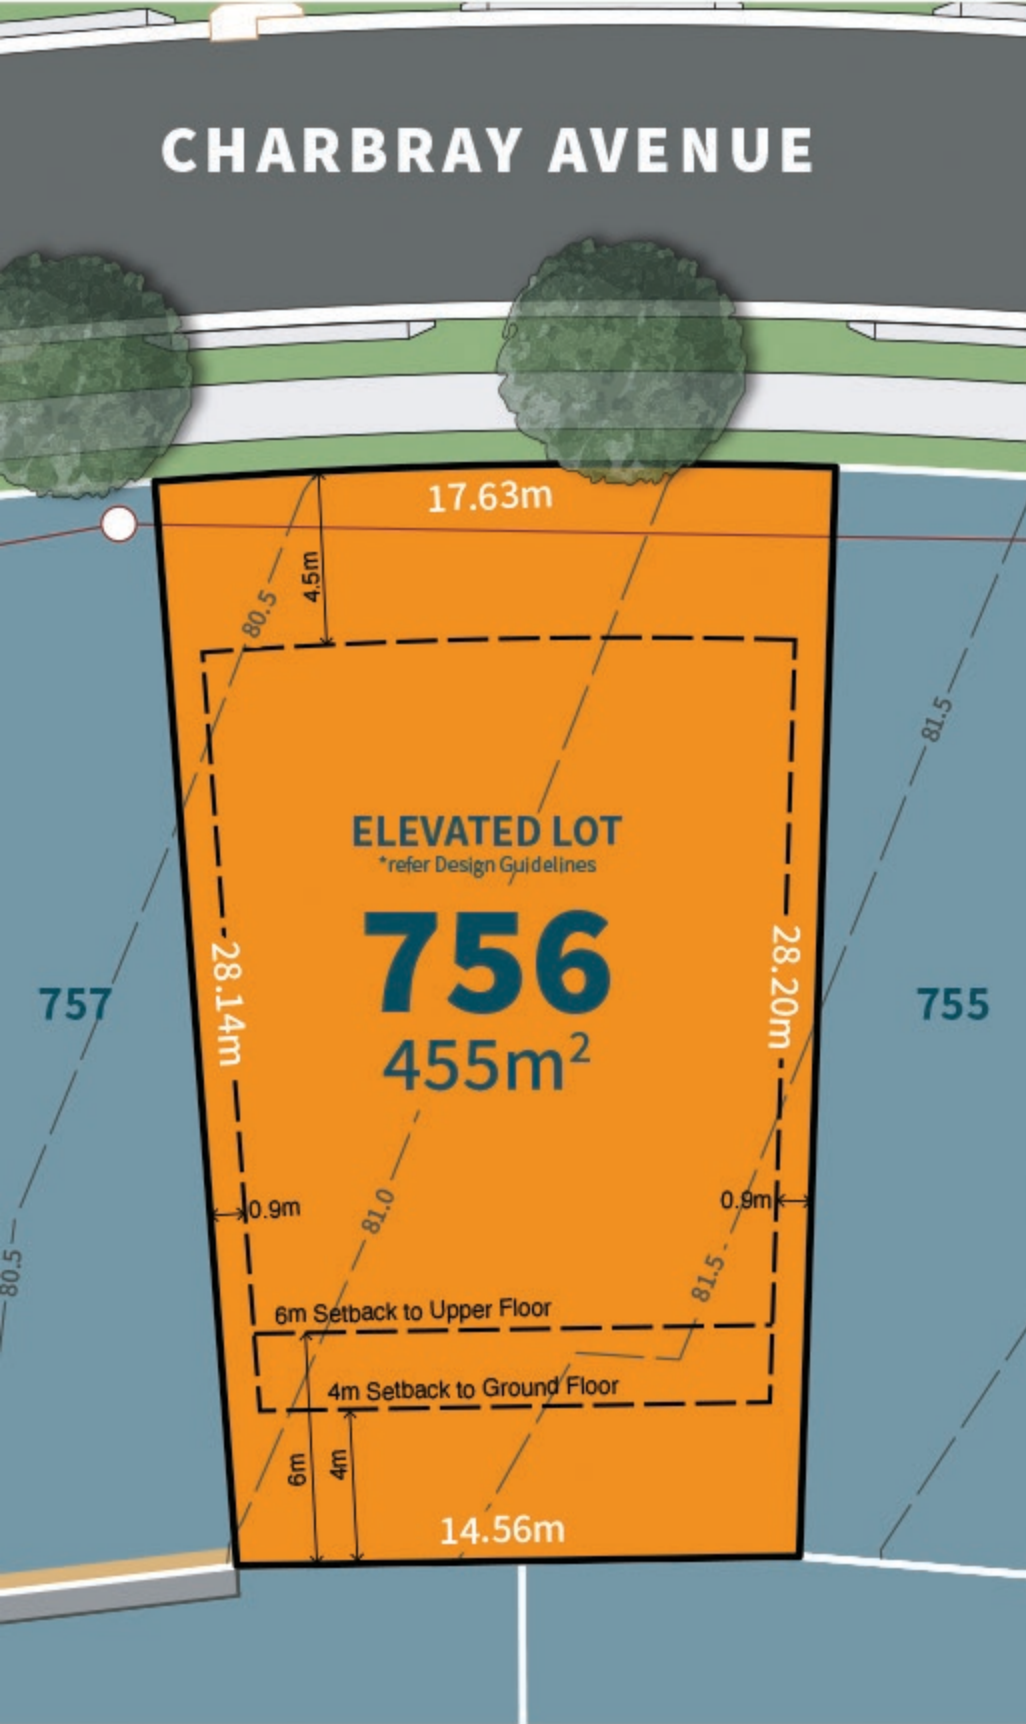 CHARBRAY AVENUE
17.63m
4.5m
80.5
81.5
ELEVATED LOT
*refer Design Guidelines
756
455m²
28.14m
28.20m
757
755
81.0
0.9m
0.9m
80.5
81.5
6m Setback to Upper Floor
4m Setback to Ground Floor
6m
4m
14.56m